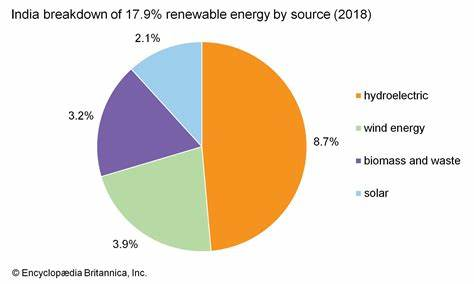 India breakdown of 17.9% renewable energy by source (2018)
2.1%
3.2%
8.7%
3.9%
hydroelectric
wind energy
biomass and waste
solar
© Encyclopædia Britannica, Inc.